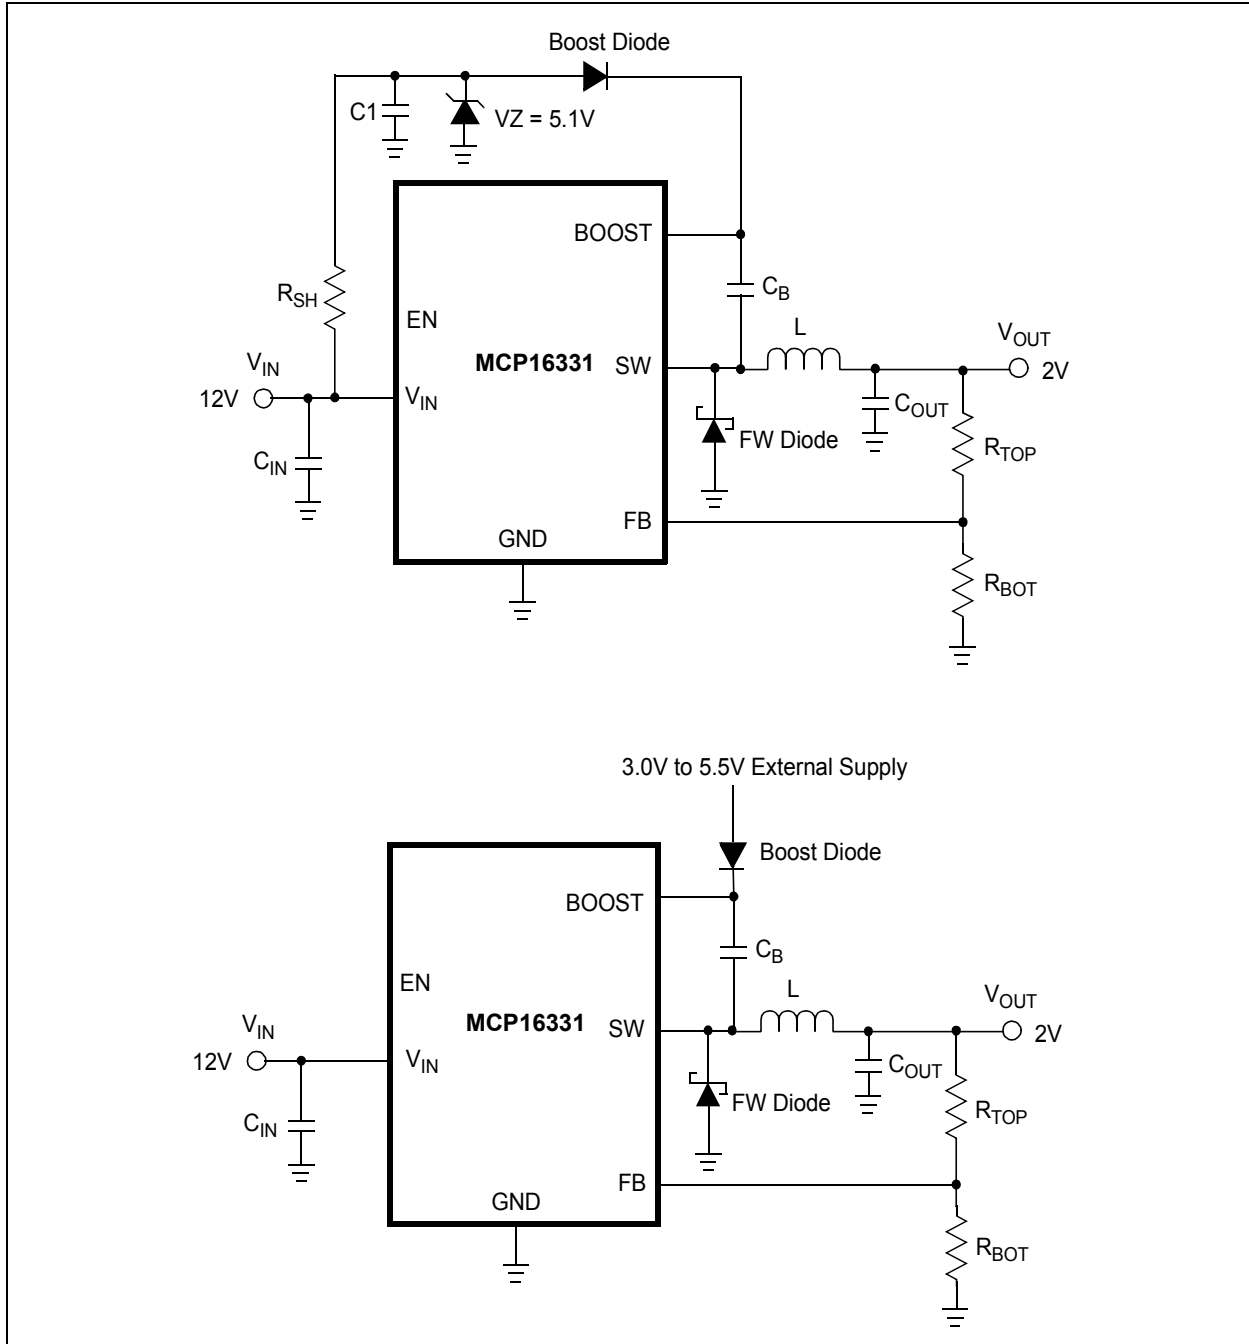 Boost Diode
C1
VZ = 5.1V
BOOST
RSH
CB
EN
L
VOUT
MCP16331
SW
2V
VIN
12V
VIN
COUT
FW Diode
RTOP
CIN
FB
GND
RBOT
3.0V to 5.5V External Supply
Boost Diode
BOOST
CB
EN
L
VOUT
MCP16331
SW
2V
VIN
12V
VIN
COUT
FW Diode
RTOP
CIN
FB
GND
RBOT